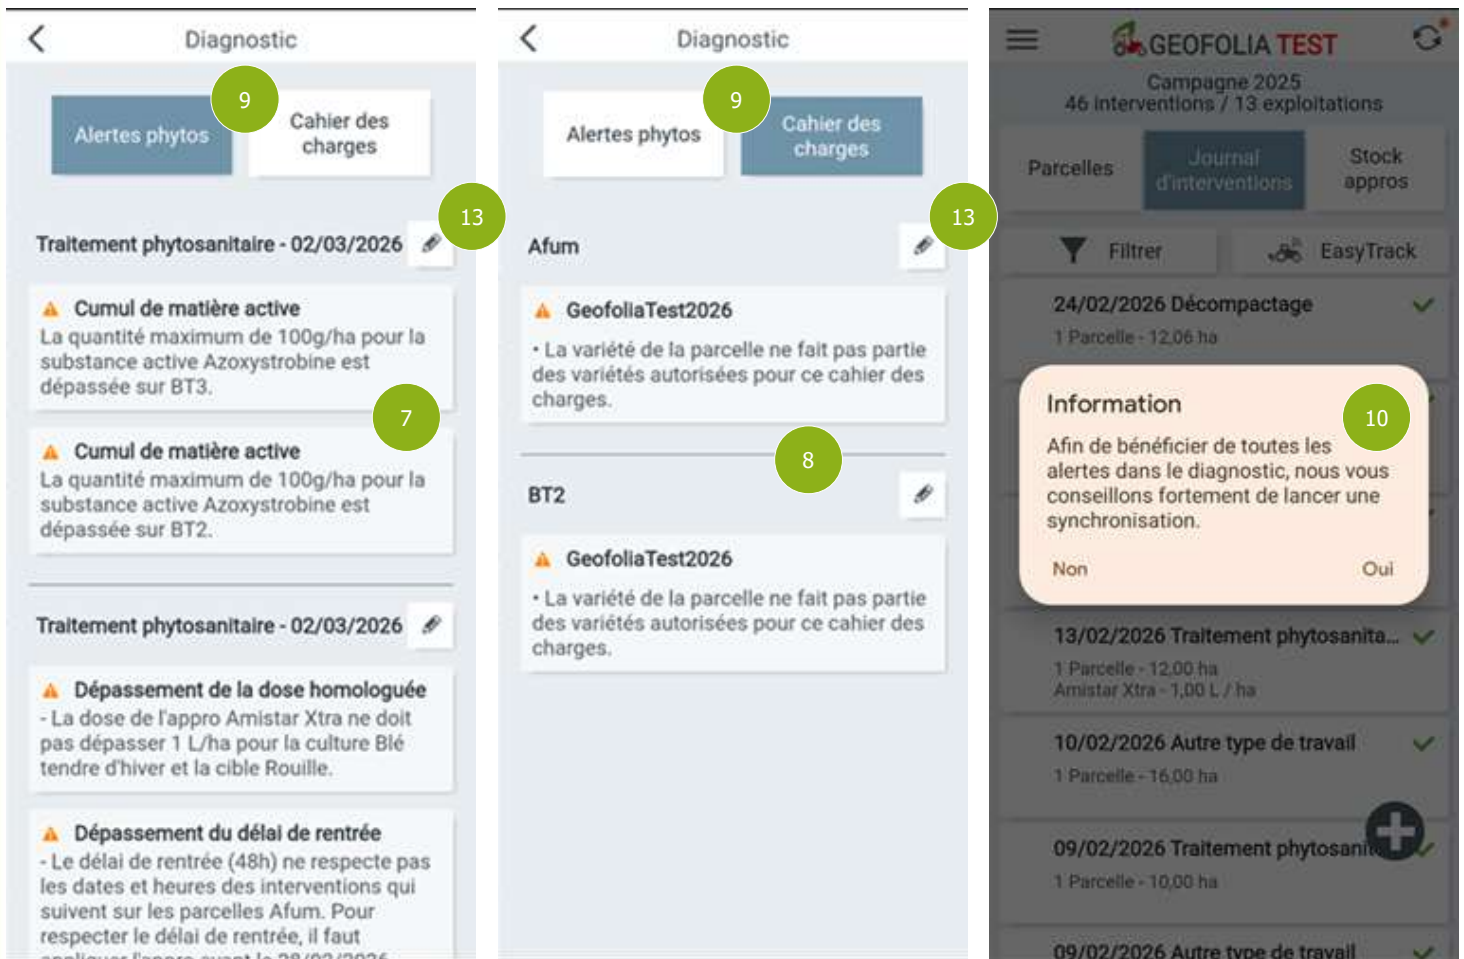 Diagnostic
9
Alertes phytos
Cahier des
charges
13
Traitement phytosanitaire - 02/03/2026
Cumul de matière active
La quantité maximum de 100g/ha pour la
substance active Azoxystrobine est
dépassée sur BT3.
7
Cumul de matière active
La quantité maximum de 100g/ha pour la
substance active Azoxystrobine est
dépassée sur BT2.
Traitement phytosanitaire - 02/03/2026
Dépassement de la dose homologuée
- La dose de l'appro Amistar Xtra ne doit
pas dépasser 1 L/ha pour la culture Blé
tendre d'hiver et la cible Rouille.
Dépassement du délai de rentrée
- Le délai de rentrée (48h) ne respecte pas
les dates et heures des interventions qui
suivent sur les parcelles Afum. Pour
respecter le délai de rentrée, il faut
appliquer l'appro avant le 28/02/2026
Diagnostic
9
Alertes phytos
Cahier des
charges
13
Afum
GeofoliaTest2026
• La variété de la parcelle ne fait pas partie
des variétés autorisées pour ce cahier des
charges.
8
BT2
GeofoliaTest2026
• La variété de la parcelle ne fait pas partie
des variétés autorisées pour ce cahier des
charges.
GEOFOLIA TEST
Campagne 2025
46 interventions / 13 exploitations
Parcelles
Journal
d'interventions
Stock
appros
Filtrer
EasyTrack
24/02/2026 Décompactage
1 Parcelle - 12,06 ha
Information
10
Afin de bénéficier de toutes les
alertes dans le diagnostic, nous vous
conseillons fortement de lancer une
synchronisation.
Non
Oui
13/02/2026 Traitement phytosanita...
1 Parcelle - 12,00 ha
Amistar Xtra - 1,00 L / ha
10/02/2026 Autre type de travail
1 Parcelle - 16,00 ha
09/02/2026 Traitement phytosanit
1 Parcelle - 10,00 ha
09/02/2026 Autre type de travail